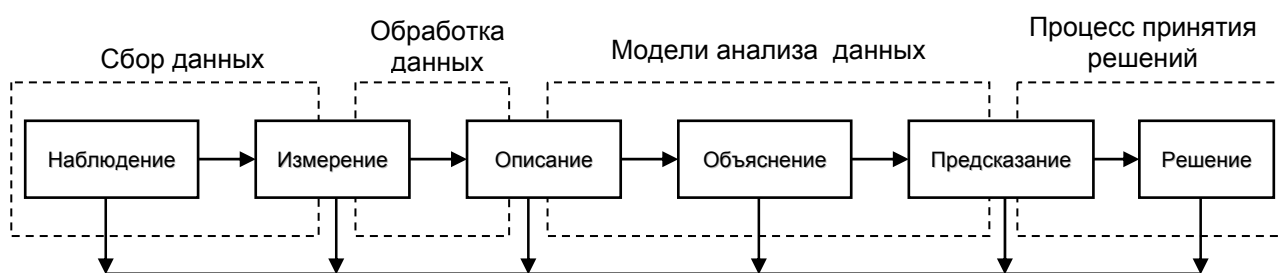 Сбор данных
Обработка
данных
Модели анализа данных
Процесс принятия
решений
Наблюдение
Измерение
Описание
Объяснение
Предсказание
Решение